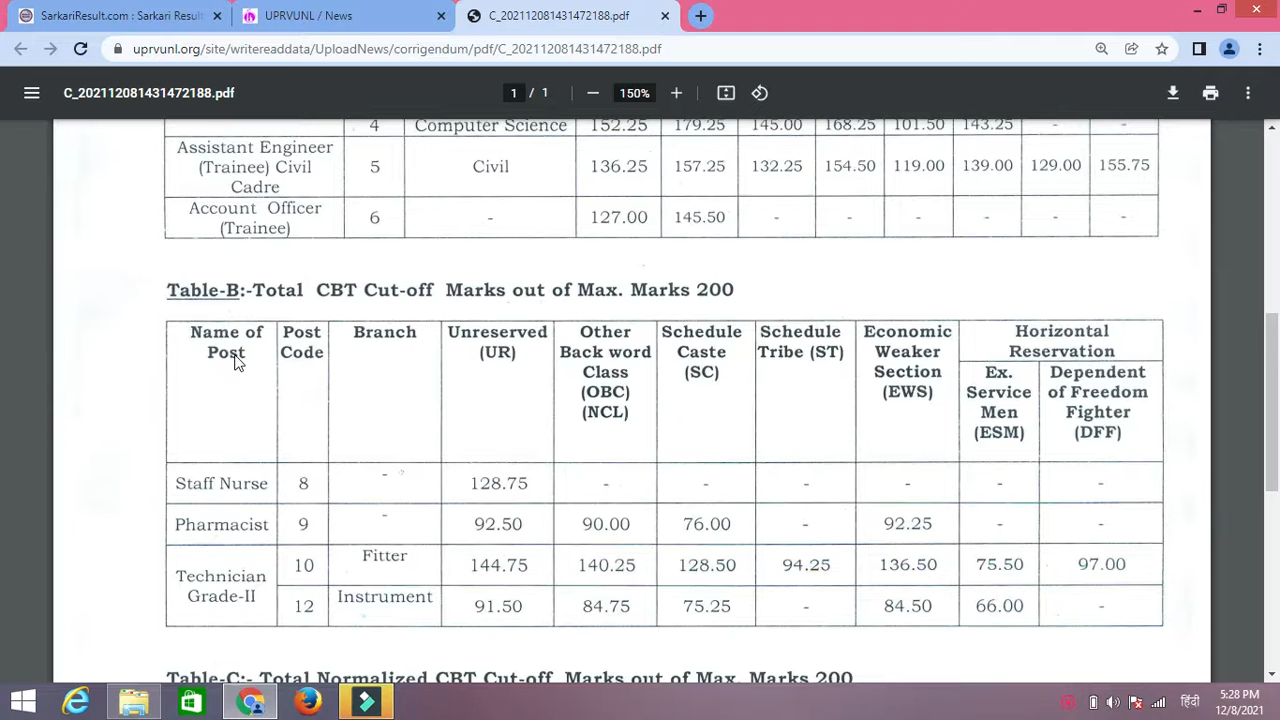 SarkariResult.com : Sarkari Result
UPRVUNL / News
C_202112081431472188.pdf
uprvunl.org/site/writereaddata/UploadNews/corrigendum/pdf/C_202112081431472188.pdf
C_202112081431472188.pdf
1 / 1
150%
4 Computer Science 152.25 179.25 145.00 168.25 101.50 143.25 - -
Assistant Engineer
(Trainee) Civil 5 Civil 136.25 157.25 132.25 154.50 119.00 139.00 129.00 155.75
Cadre
Account Officer
(Trainee) 6 - 127.00 145.50 - - - - - -
Table-B:-Total CBT Cut-off Marks out of Max. Marks 200
Name of Post
Post Code
Branch
Unreserved (UR)
Other Back word Class (OBC) (NCL)
Schedule Caste (SC)
Schedule Tribe (ST)
Economic Weaker Section (EWS)
Horizontal Reservation
Ex. Service Men (ESM)
Dependent of Freedom Fighter (DFF)
Staff Nurse 8 - 128.75 - - - - - -
Pharmacist 9 - 92.50 90.00 76.00 - 92.25 - -
Technician Grade-II
10 Fitter 144.75 140.25 128.50 94.25 136.50 75.50 97.00
12 Instrument 91.50 84.75 75.25 - 84.50 66.00 -
Table-C:- Total Normalized CBT Cut-off Marks out of Max. Marks 200
हिंदी
5:28 PM
12/8/2021